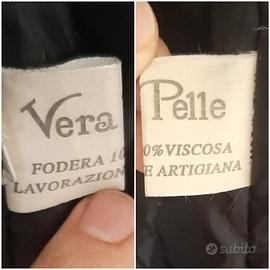 Vera
FODERA 10
LAVORAZION
Pelle
0% VISCOSA
E ARTIGIANA
subito